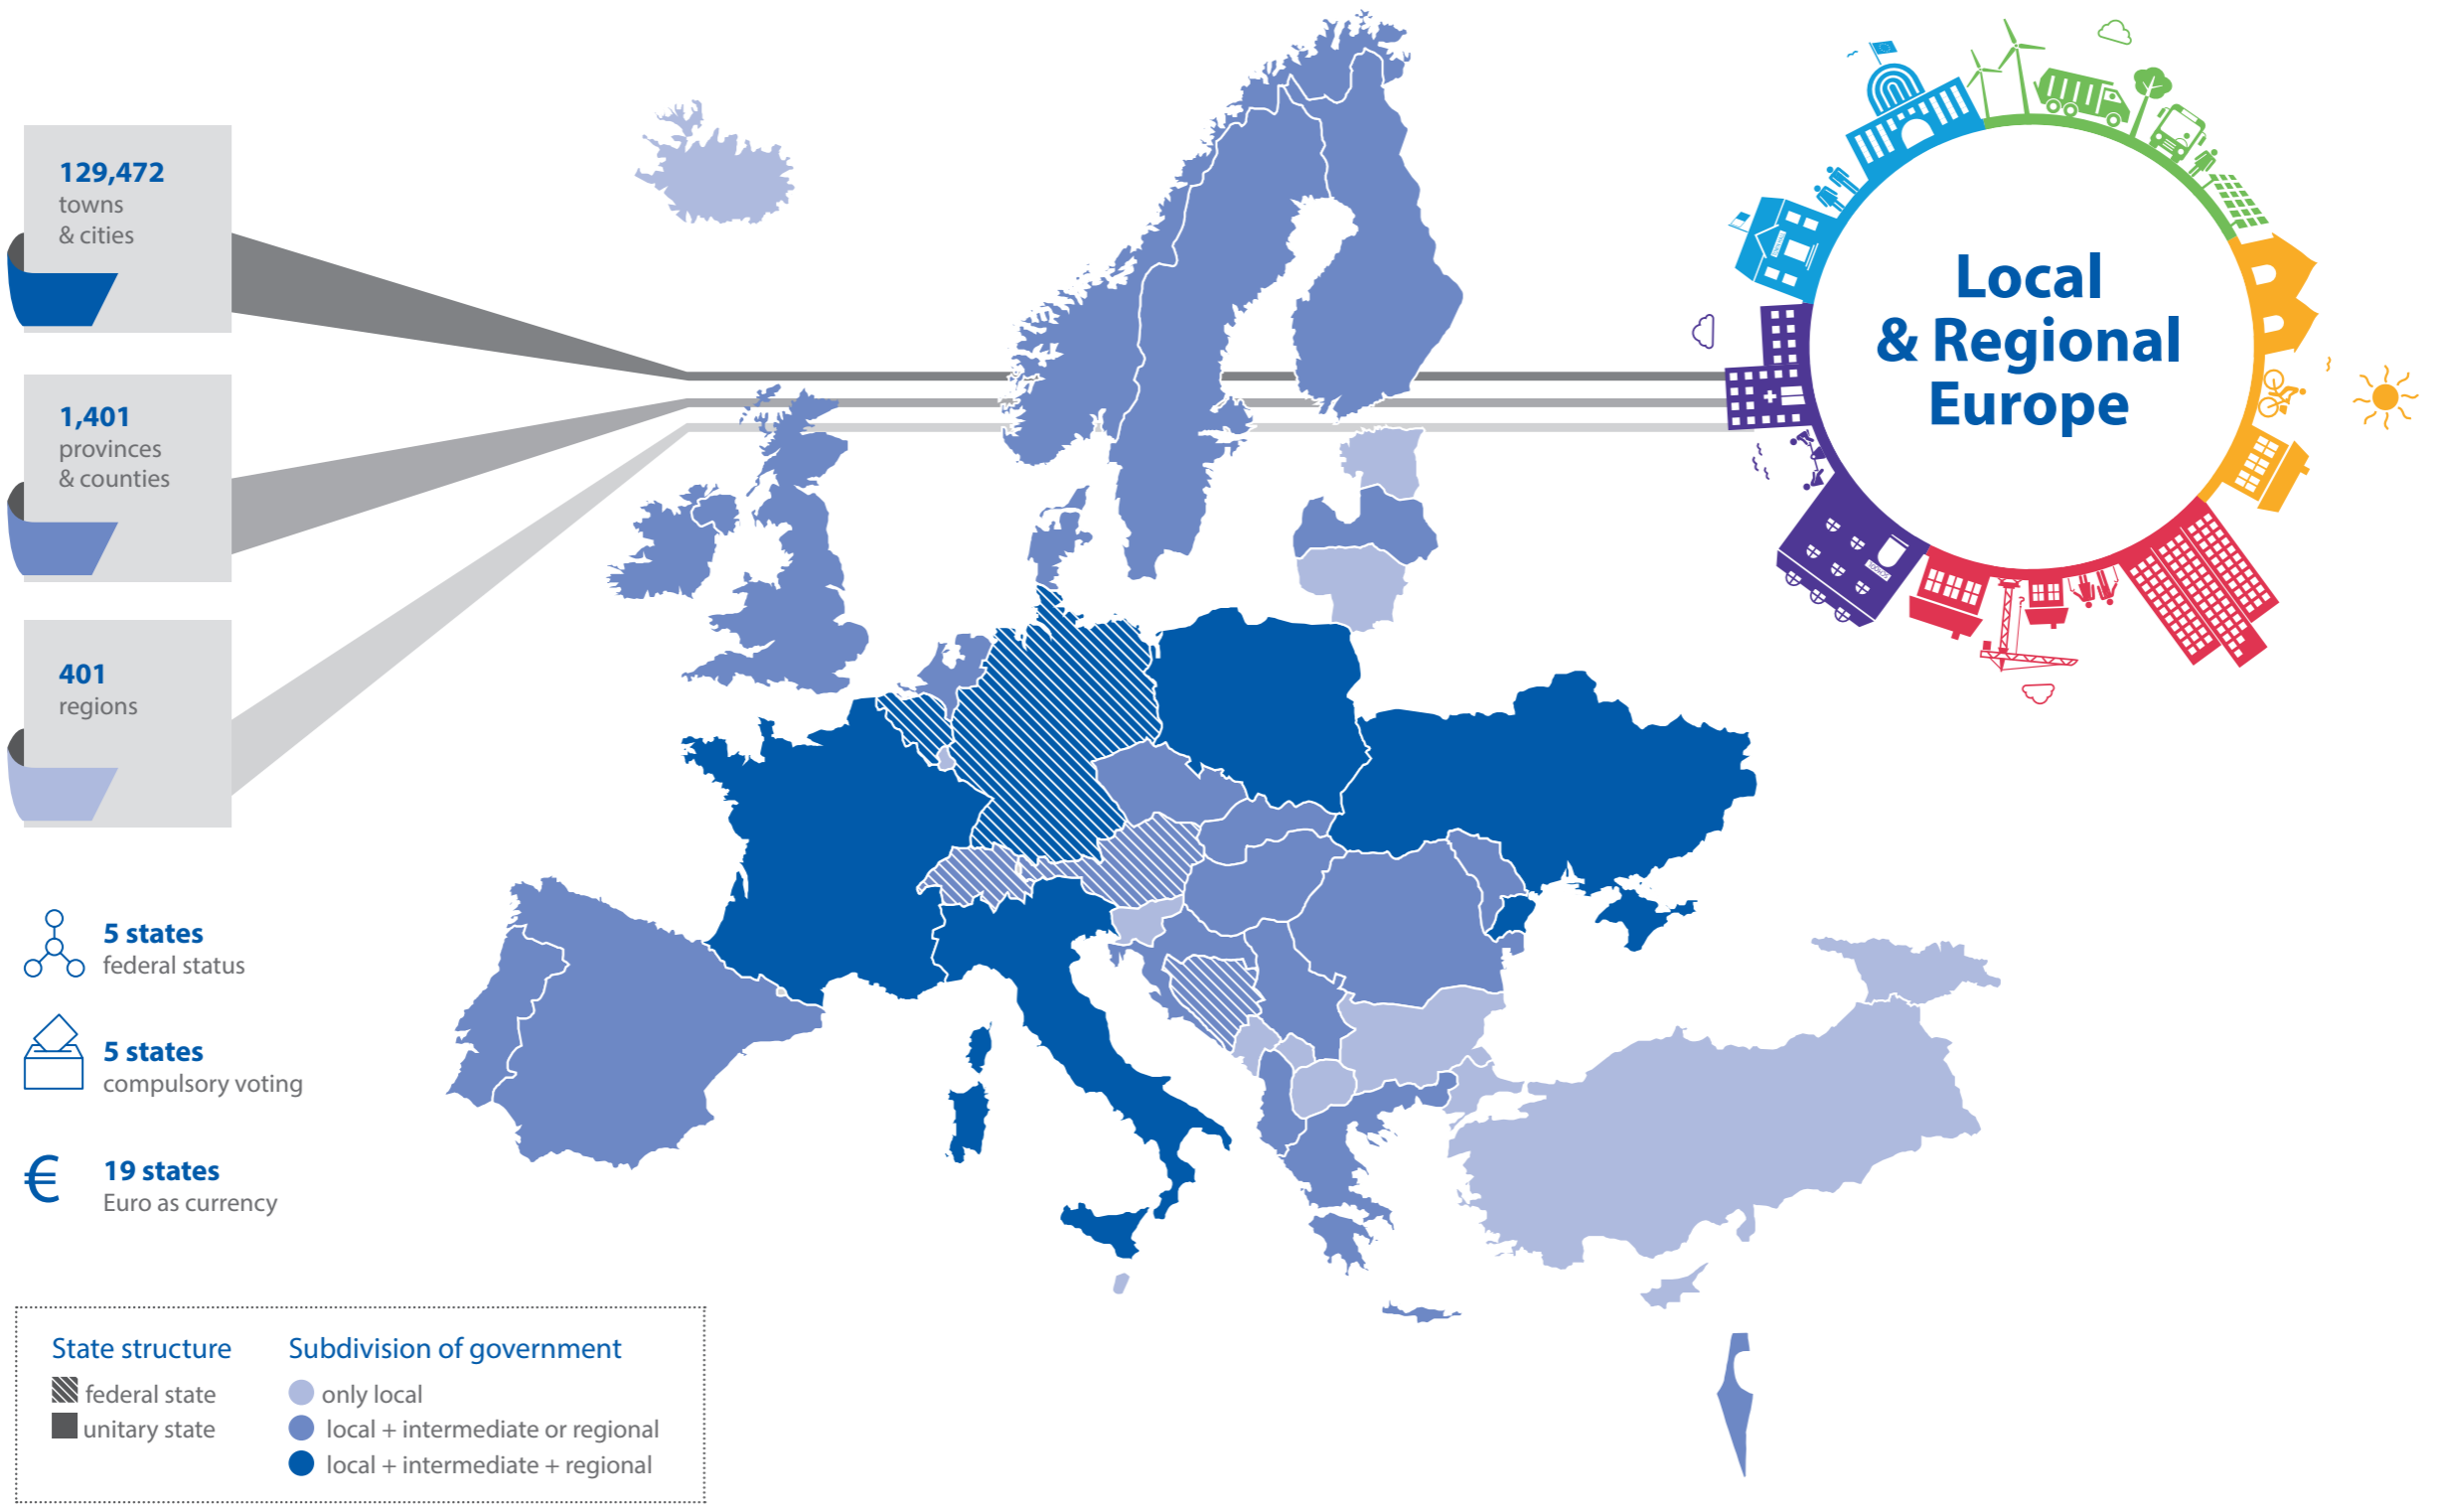 129,472
towns
& cities
1,401
provinces
& counties
401
regions
5 states
federal status
5 states
compulsory voting
€
19 states
Euro as currency
Local
& Regional
Europe
State structure
federal state
unitary state
Subdivision of government
only local
local + intermediate or regional
local + intermediate + regional
SCHOOL
?